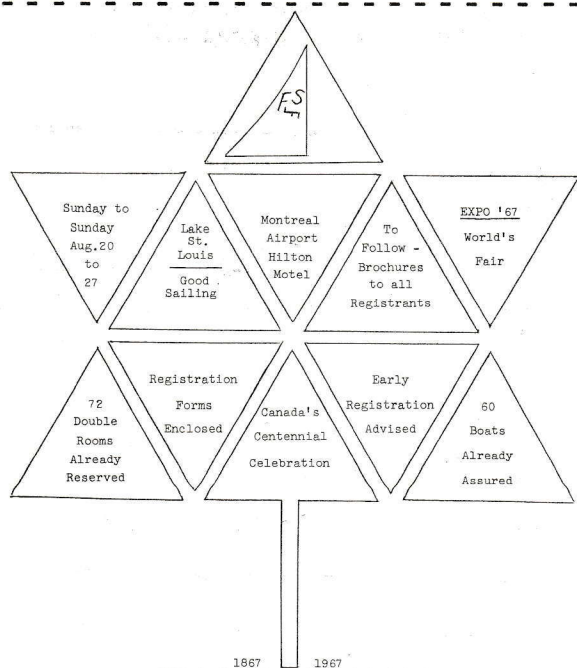 FS
F
Sunday to
Sunday
Aug.20
to
27
Lake
St.
Louis
Good
Sailing
Montreal
Airport
Hilton
Motel
To
Follow -
Brochures
to all
Registrants
EXPO '67
World's
Fair
72
Double
Rooms
Already
Reserved
Registration
Forms
Enclosed
Canada's
Centennial
Celebration
Early
Registration
Advised
60
Boats
Already
Assured
1867 1967